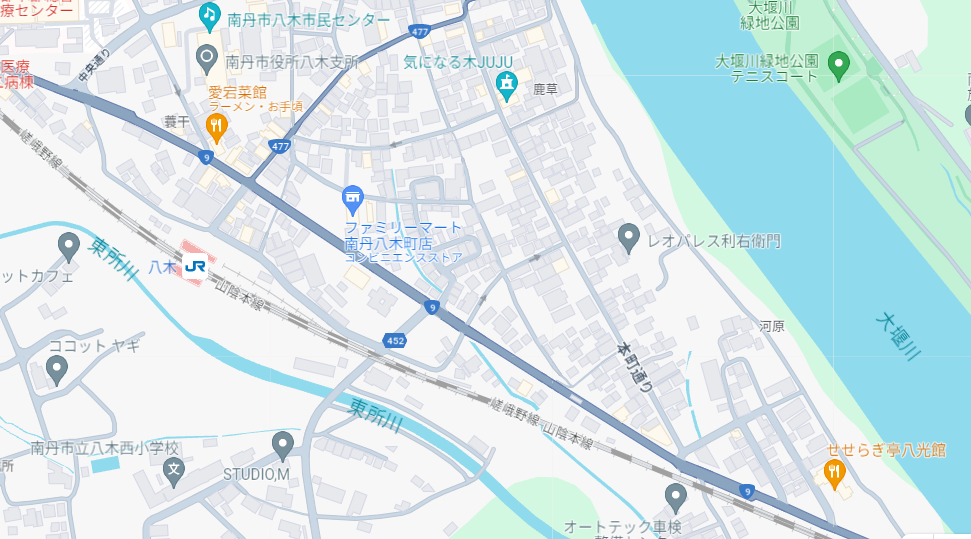 療センター
南丹市八木市民センター
477
大堰川
緑地公園
中央通り
南丹市役所八木支所
気になる木JUJU
大堰川緑地公園
テニスコート
医療
病棟
愛宕菜館
ラーメン・お手頃
鹿草
蓑干
9
477
嵯峨野線
ファミリーマート
南丹八木町店
コンビニエンスストア
レオパレス利右衛門
東所川
八木
JR
ットカフェ
山陰本線
9
452
河原
大堰川
ココット ヤギ
本町通り
東所川
嵯峨野線・山陰本線
南丹市立八木西小学校
文
STUDIO,M
せせらぎ亭八光館
所
9
オートテック車検